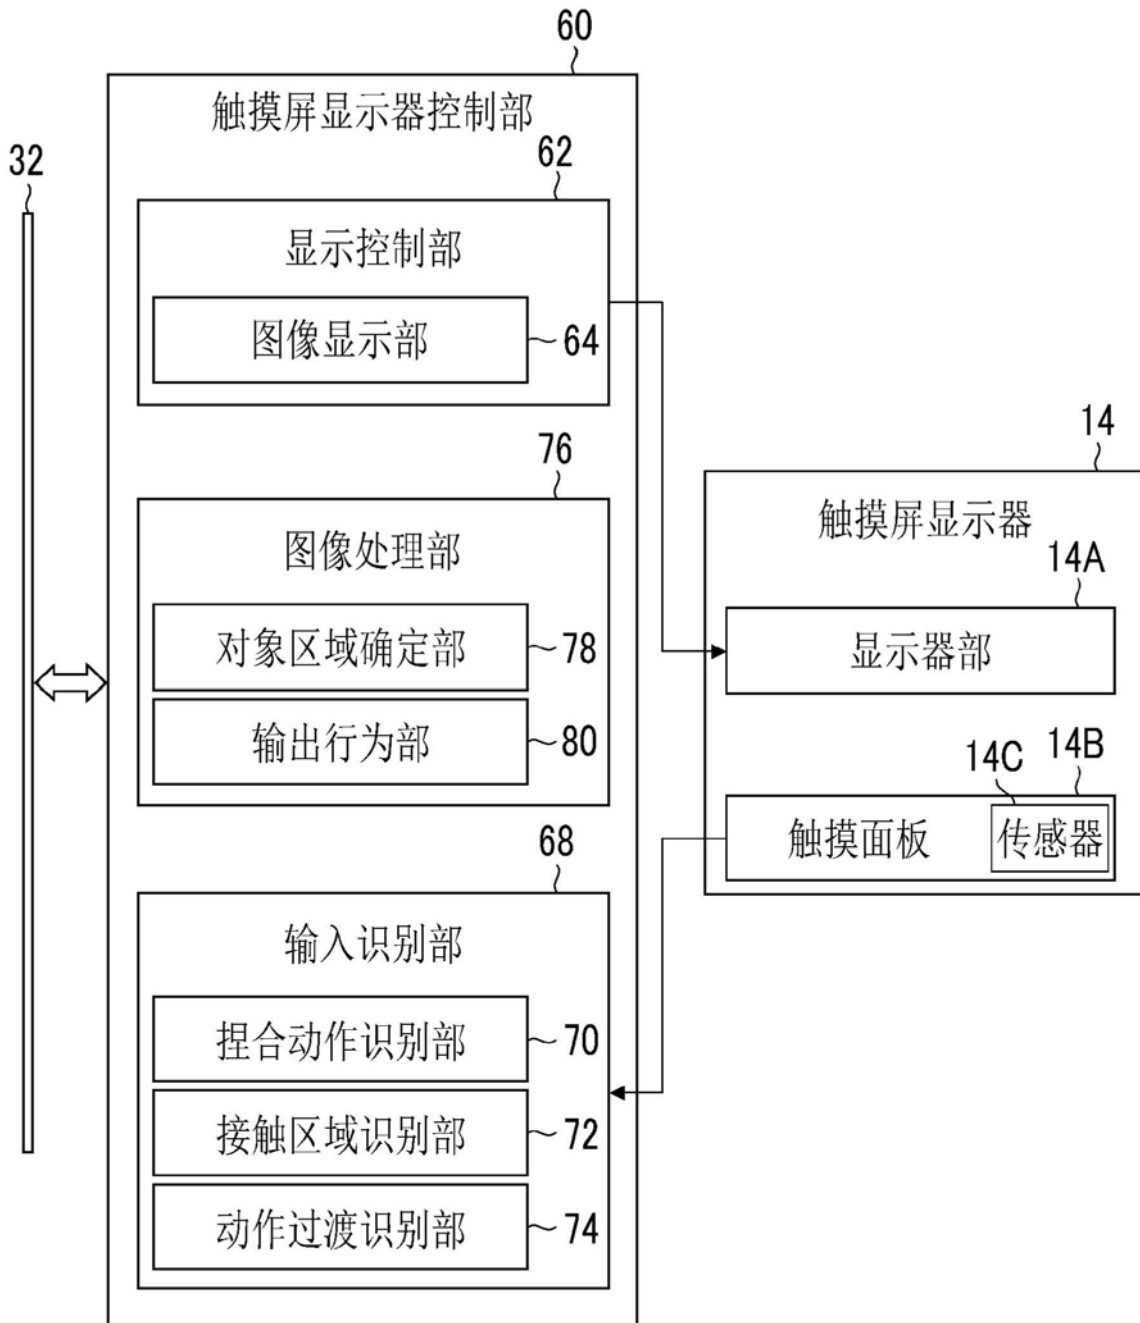 60
触摸屏显示器控制部
32
62
显示控制部
图像显示部
64
76
图像处理部
对象区域确定部
78
输出行为部
80
68
输入识别部
捏合动作识别部
70
接触区域识别部
72
动作过渡识别部
74
14
触摸屏显示器
14A
显示器部
14C
14B
触摸面板
传感器